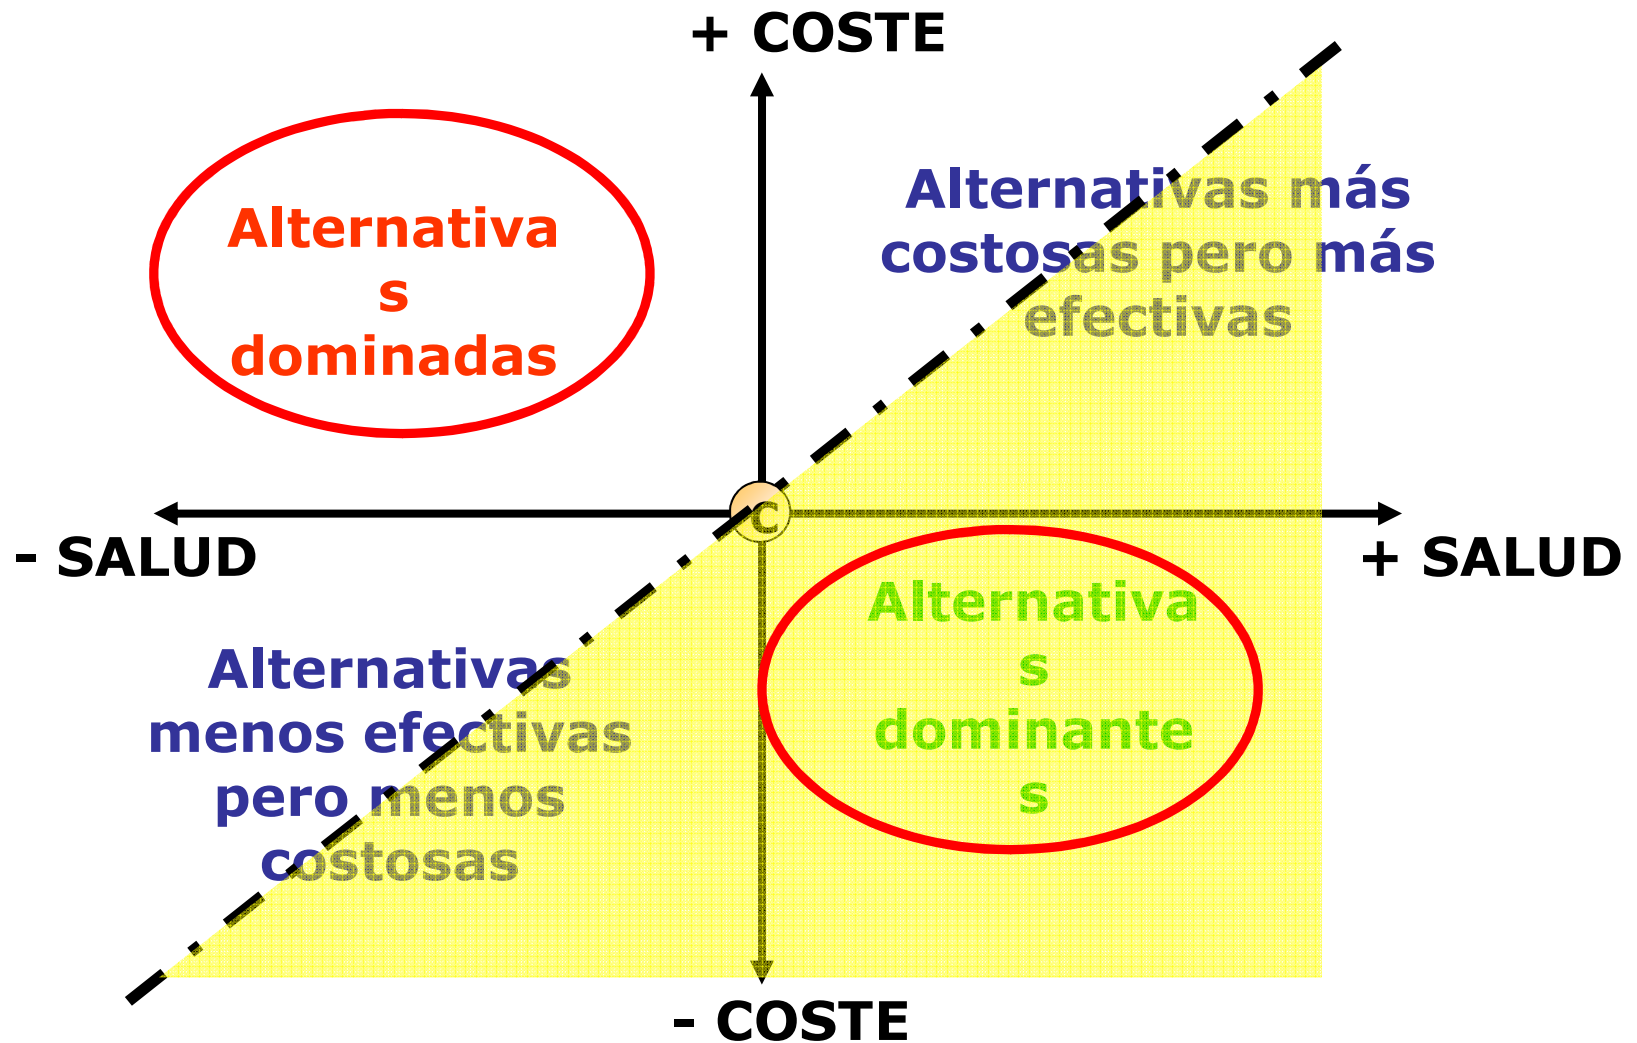 + COSTE
Alternativa
s
dominadas
Alternativas más
costosas pero más
efectivas
C
- SALUD
+ SALUD
Alternativas
menos efectivas
pero menos
costosas
Alternativa
s
dominante
s
- COSTE